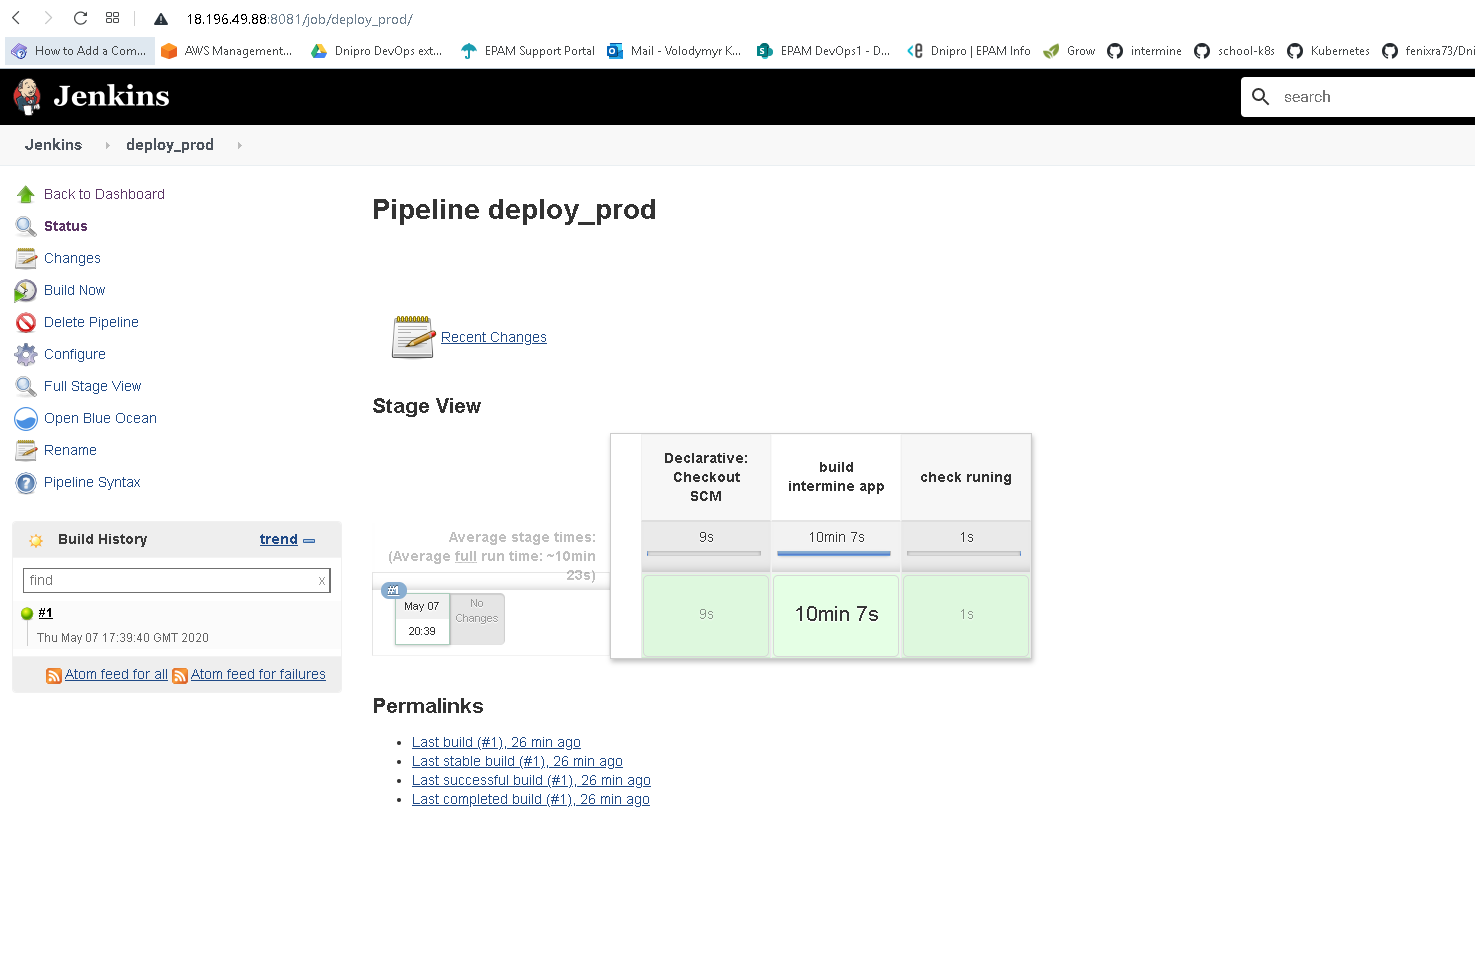 18.196.49.88:8081/job/deploy_prod/
How to Add a Com... AWS Management... Dnipro DevOps ext... EPAM Support Portal Mail - Volodymyr K... EPAM DevOps1 - D... Dnipro | EPAM Info Grow intermine school-k8s Kubernetes fenixra73/Dni
Jenkins
search
Jenkins deploy_prod
Back to Dashboard
Status
Changes
Build Now
Delete Pipeline
Configure
Full Stage View
Open Blue Ocean
Rename
Pipeline Syntax
Build History trend
find x
#1
Thu May 07 17:39:40 GMT 2020
Atom feed for all Atom feed for failures
Pipeline deploy_prod
Recent Changes
Stage View
Declarative:
Checkout
SCM
build
intermine app
check runing
Average stage times:
(Average full run time: ~10min
23s)
9s 10min 7s 1s
#1
May 07
20:39
No
Changes
9s 10min 7s 1s
Permalinks
Last build (#1), 26 min ago
Last stable build (#1), 26 min ago
Last successful build (#1), 26 min ago
Last completed build (#1), 26 min ago